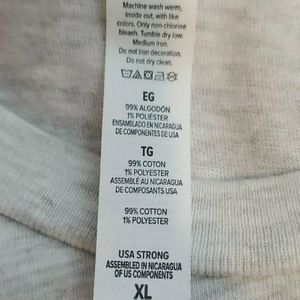 Machine wash warm,
inside out, with like
colors. Only non-chlorine
bleach. Tumble dry low.
Medium iron.
Do not iron decoration.
Do not dry clean.
EG
99% ALGODÓN
1% POLIÉSTER
ENSAMBLADO EN NICARAGUA
DE COMPONENTES DE USA
TG
99% COTON
1% POLYESTER
ASSEMBLÉ AU NICARAGUA
DE COMPOSANTS USA
99% COTTON
1% POLYESTER
USA STRONG
ASSEMBLED IN NICARAGUA
OF US COMPONENTS
XL